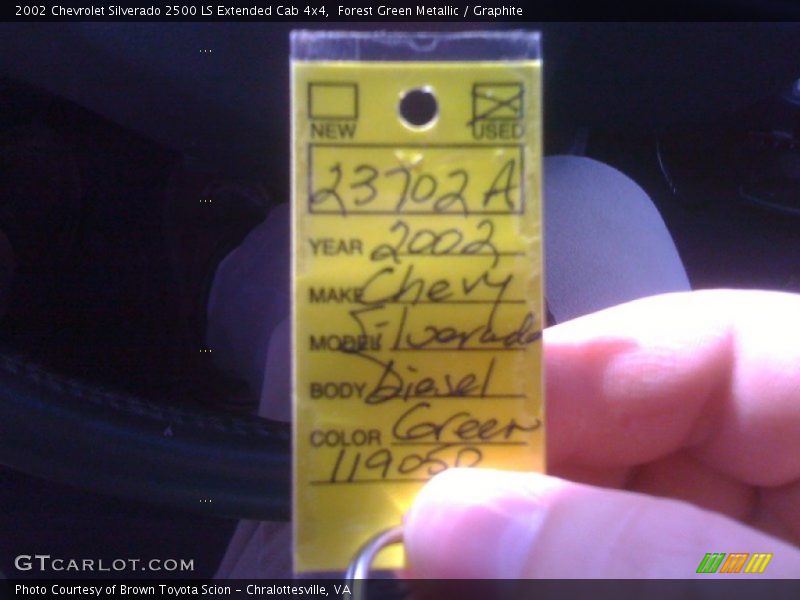 2002 Chevrolet Silverado 2500 LS Extended Cab 4x4, Forest Green Metallic / Graphite
NEW USED
23702A
YEAR 2002
MAKE Chevy
MODEL Silverado
BODY Diesel
COLOR Green
GTCARLOT.COM
Photo Courtesy of Brown Toyota Scion - Chralottesville, VA